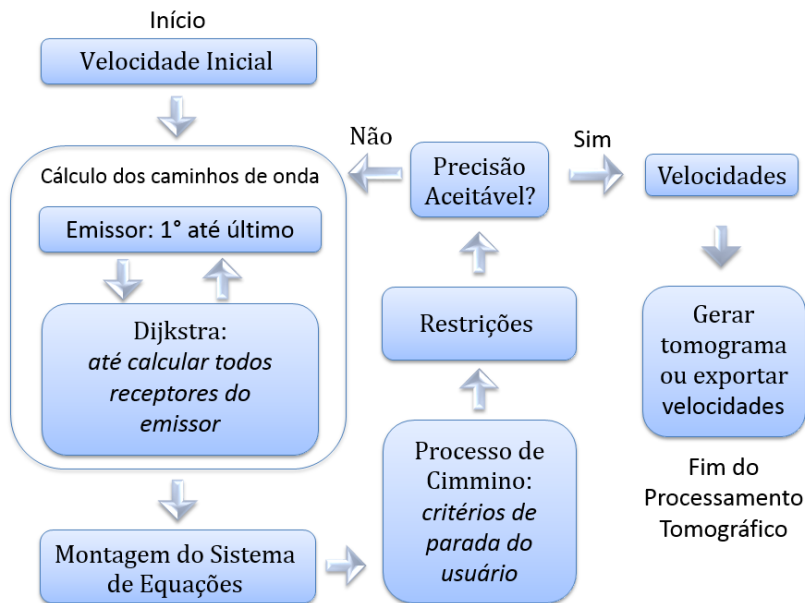 Início
Velocidade Inicial
Cálculo dos caminhos de onda
Emissor: 1° até último
Dijkstra:
até calcular todos
receptores do
emissor
Montagem do Sistema
de Equações
Processo de
Cimmino:
critérios de
parada do
usuário
Restrições
Precisão
Aceitável?
Não
Sim
Velocidades
Gerar
tomograma
ou exportar
velocidades
Fim do
Processamento
Tomográfico